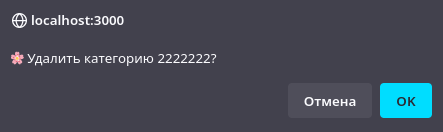 localhost:3000
🌸 Удалить категорию 2222222?
Отмена
OK